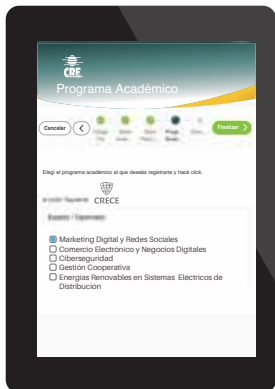 CRE
Programa Académico
Cancelar
Finalizar
Elegí el programa académico al que deseás registrarte y hacé click.
CRECE
Marketing Digital y Redes Sociales
Comercio Electrónico y Negocios Digitales
Ciberseguridad
Gestión Cooperativa
Energías Renovables en Sistemas Eléctricos de
Distribución